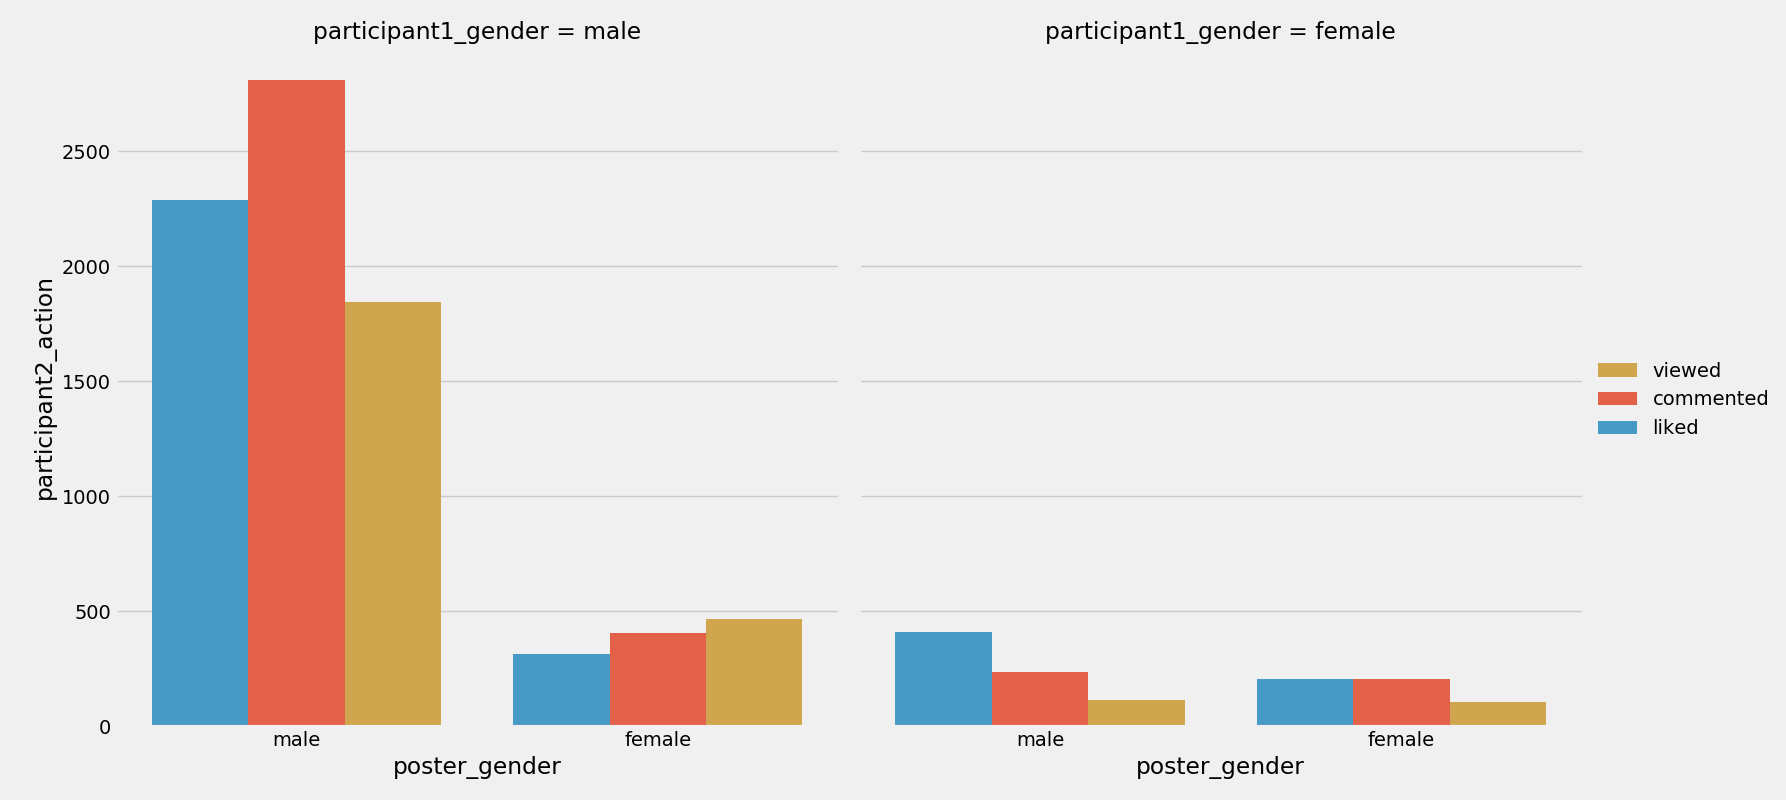 participant1_gender = male
participant1_gender = female
participant2_action
2500
2000
1500
1000
500
0
male
female
poster_gender
male
female
poster_gender
viewed
commented
liked